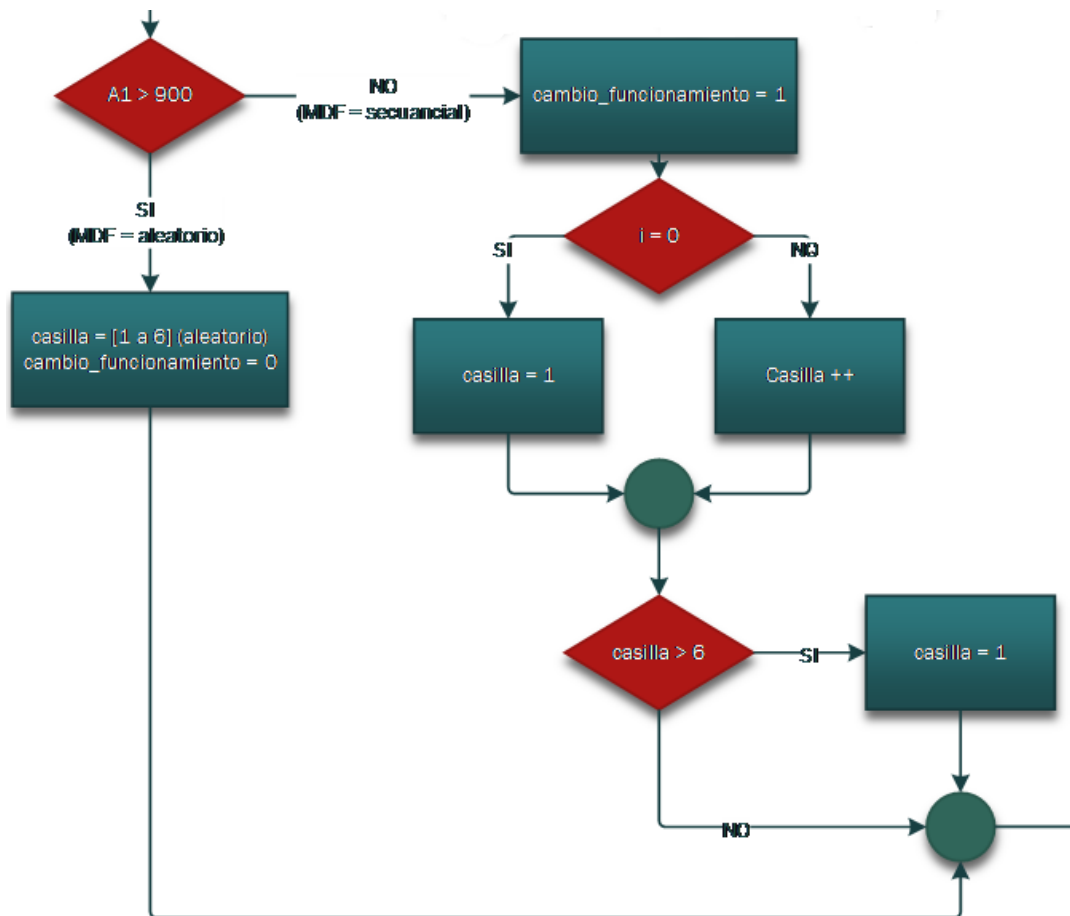 A1 > 900
NO
(MDF = secuancial)
cambio_funcionamiento = 1
SI
(MDF = aleatorio)
i = 0
SI
NO
casilla = [1 a 6] (aleatorio)
cambio_funcionamiento = 0
casilla = 1
Casilla ++
casilla > 6
SI
casilla = 1
NO